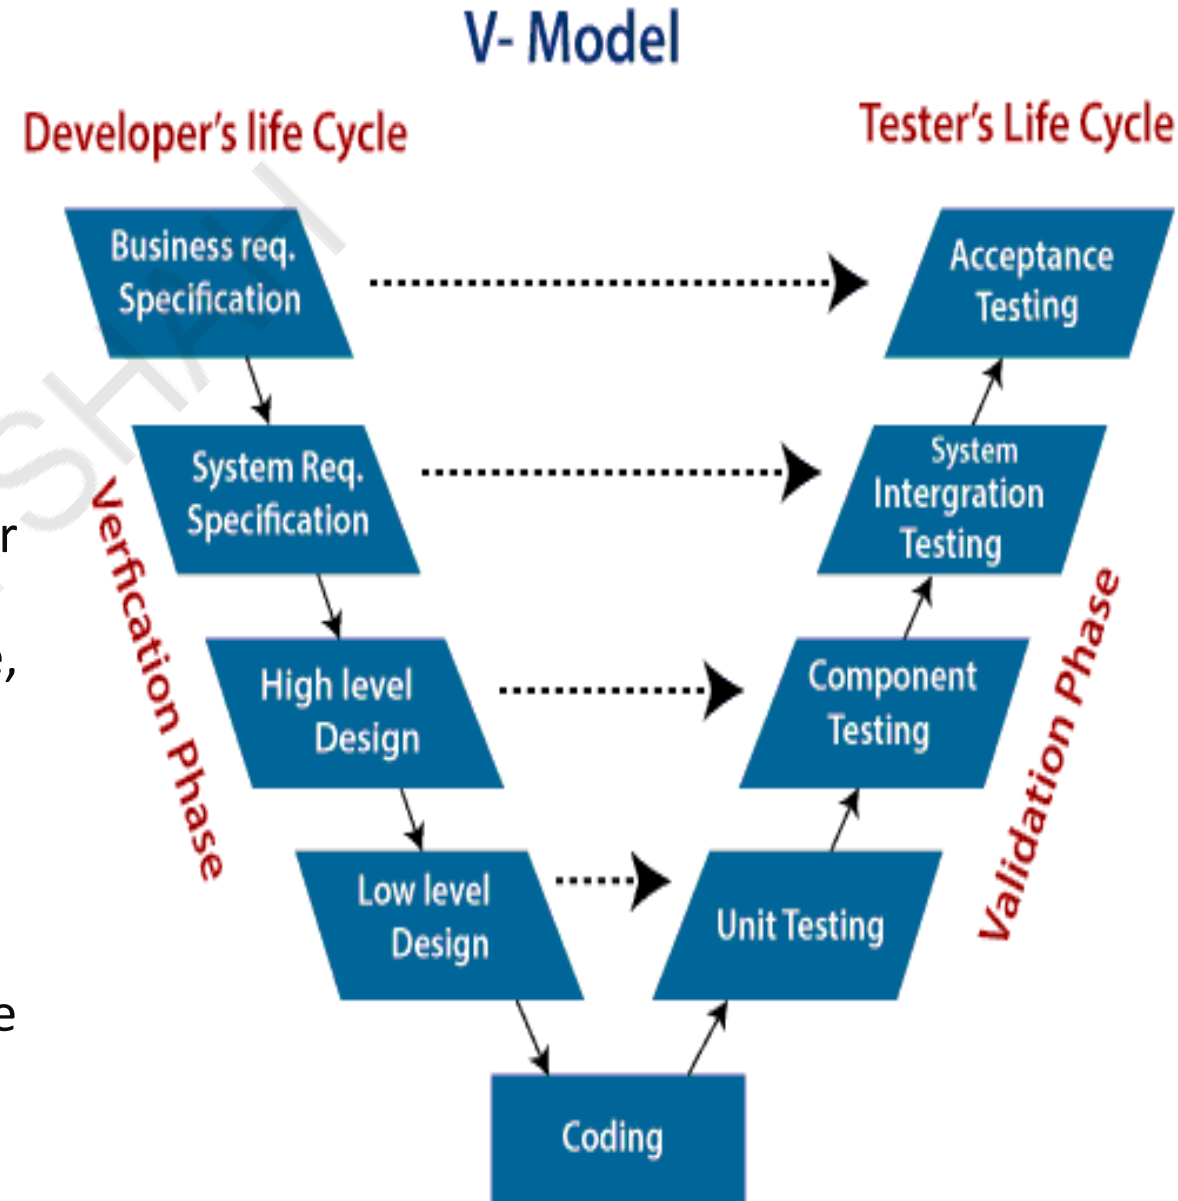 V- Model
Developer's life Cycle
Tester's Life Cycle
Business req.
Specification
Acceptance
Testing
System Req.
Specification
System
Intergration
Testing
High level
Design
Component
Testing
Low level
Design
Unit Testing
Coding
Verfication Phase
Validation Phase
SHAH
r
e,
e